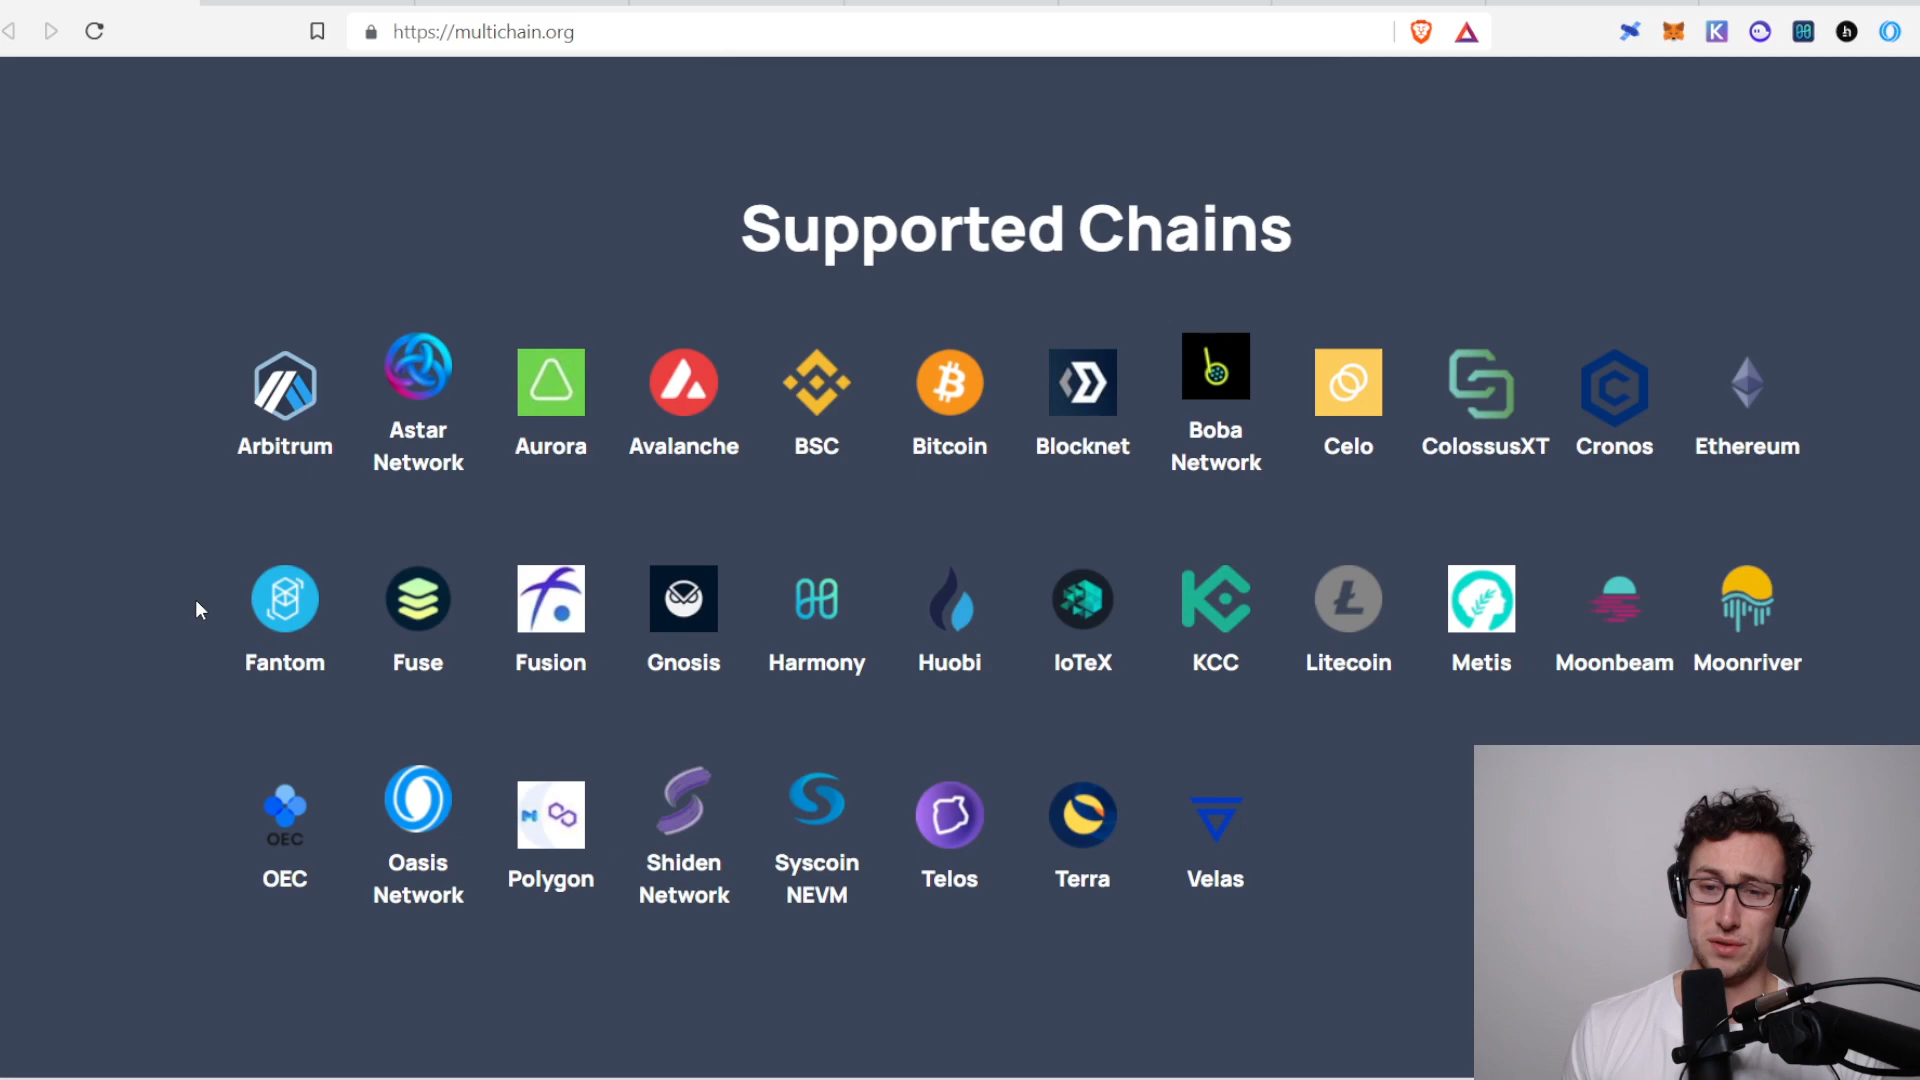 https://multichain.org
Supported Chains
Arbitrum
Astar
Network
Aurora
Avalanche
BSC
Bitcoin
Blocknet
Boba
Network
Celo
ColossusXT
Cronos
Ethereum
Fantom
Fuse
Fusion
Gnosis
Harmony
Huobi
IoTeX
KCC
Litecoin
Metis
Moonbeam
Moonriver
OEC
OEC
Oasis
Network
Polygon
Shiden
Network
Syscoin
NEVM
Telos
Terra
Velas